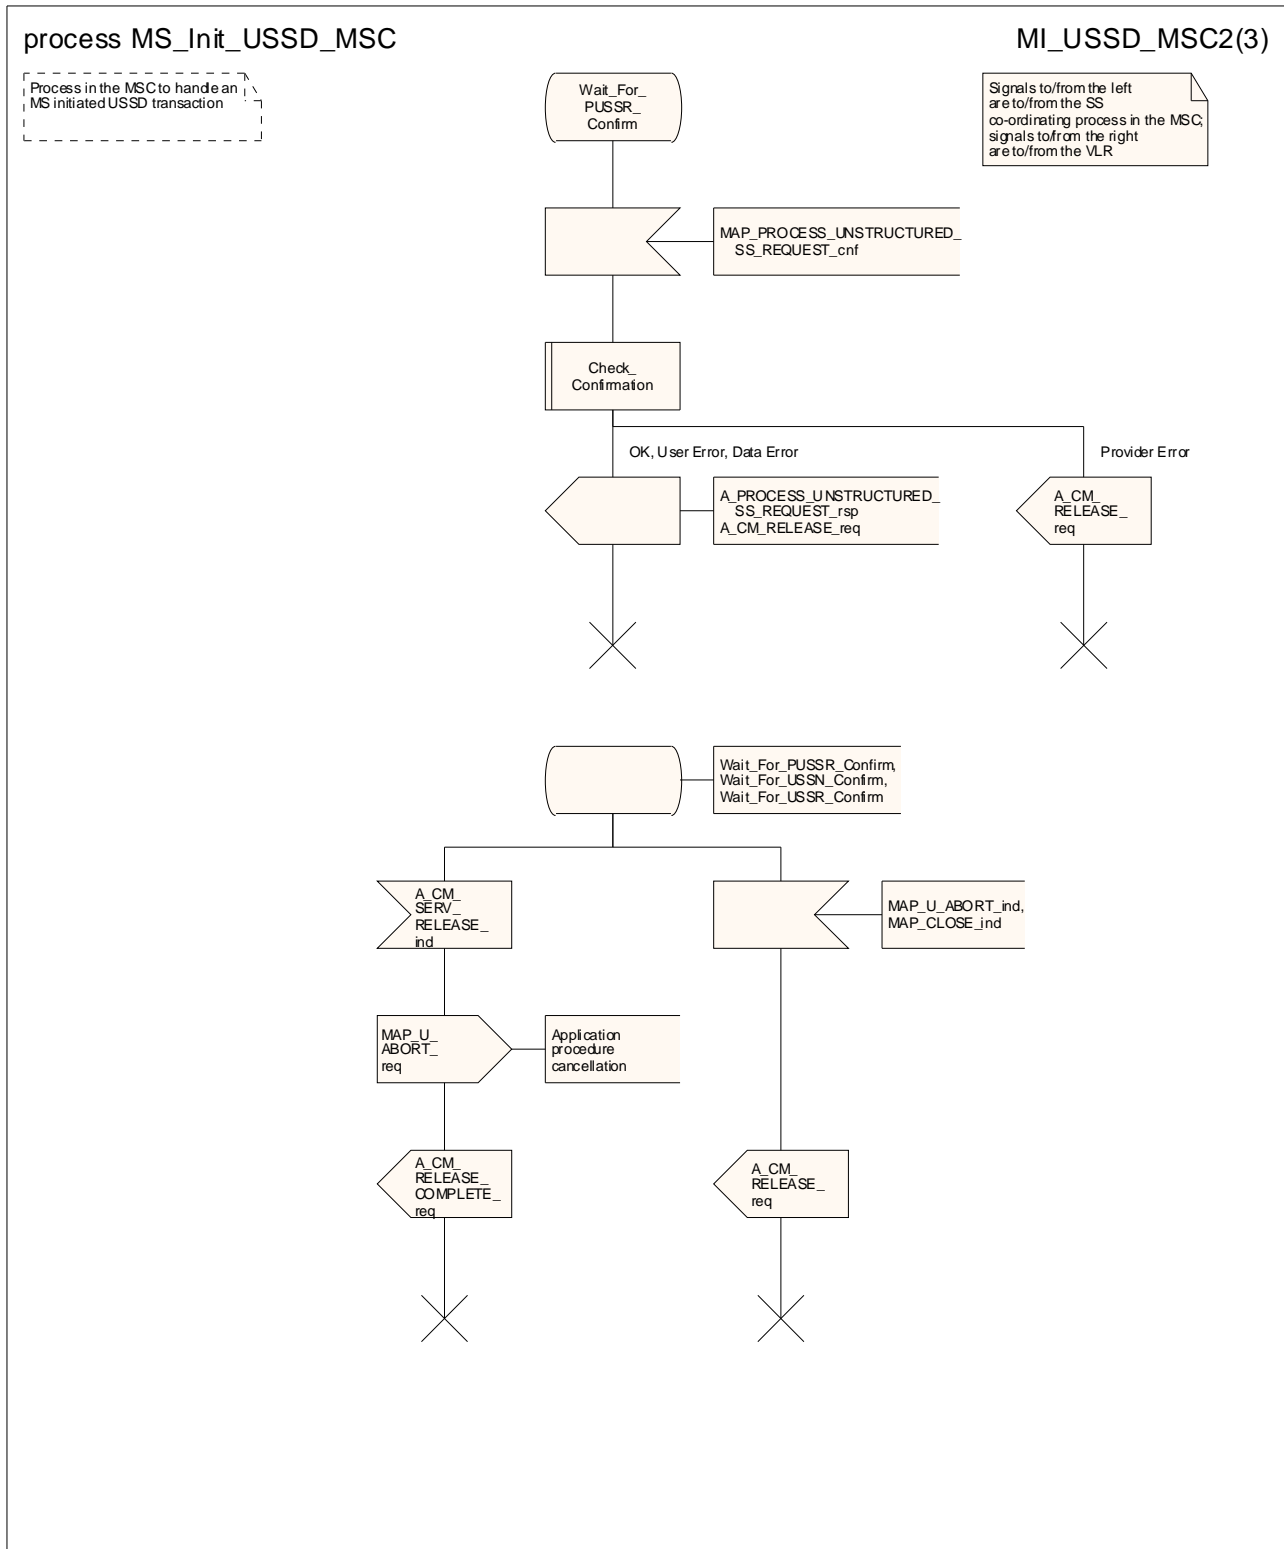 process MS_Init_USSD_MSC
MI_USSD_MSC2(3)
Process in the MSC to handle an
MS initiated USSD transaction
Wait_For_
PUSSR_
Confirm
Signals to/from the left
are to/from the SS
co-ordinating process in the MSC;
signals to/from the right
are to/from the VLR
MAP_PROCESS_UNSTRUCTURED_
SS_REQUEST_cnf
Check_
Confirmation
OK, User Error, Data Error
Provider Error
A_PROCESS_UNSTRUCTURED_
SS_REQUEST_rsp
A_CM_RELEASE_req
A_CM_
RELEASE_
req
Wait_For_PUSSR_Confirm,
Wait_For_USSN_Confirm,
Wait_For_USSR_Confirm
A_CM_
SERV_
RELEASE_
ind
MAP_U_ABORT_ind,
MAP_CLOSE_ind
MAP_U_
ABORT_
req
Application
procedure
cancellation
A_CM_
RELEASE_
COMPLETE_
req
A_CM_
RELEASE_
req